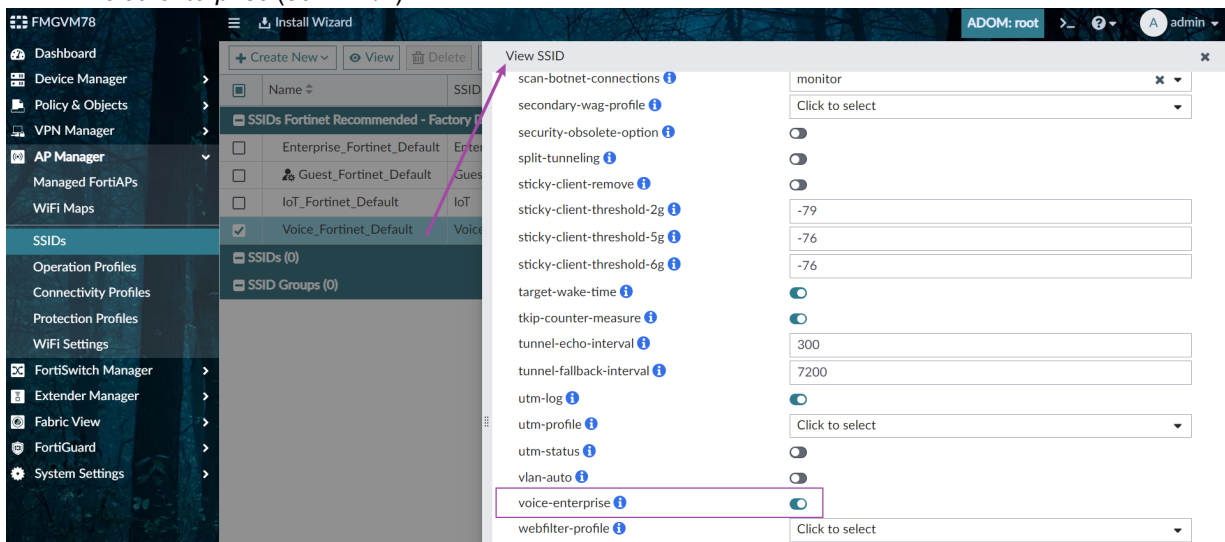 FMGVM78
Install Wizard
ADOM: root
>_
?
A admin
Dashboard
Device Manager
Policy & Objects
VPN Manager
AP Manager
Managed FortiAPs
WiFi Maps
SSIDs
Operation Profiles
Connectivity Profiles
Protection Profiles
WiFi Settings
FortiSwitch Manager
Extender Manager
Fabric View
FortiGuard
System Settings
+ Create New View Delete
Name SSID
SSIDs Fortinet Recommended - Factory
Enterprise_Fortinet_Default Enter
Guest_Fortinet_Default Gues
IoT_Fortinet_Default IoT
Voice_Fortinet_Default Voice
SSIDs (0)
SSID Groups (0)
View SSID
scan-botnet-connections monitor
secondary-wag-profile Click to select
security-obsolete-option
split-tunneling
sticky-client-remove
sticky-client-threshold-2g -79
sticky-client-threshold-5g -76
sticky-client-threshold-6g -76
target-wake-time
tkip-counter-measure
tunnel-echo-interval 300
tunnel-fallback-interval 7200
utm-log
utm-profile Click to select
utm-status
vlan-auto
voice-enterprise
webfilter-profile Click to select